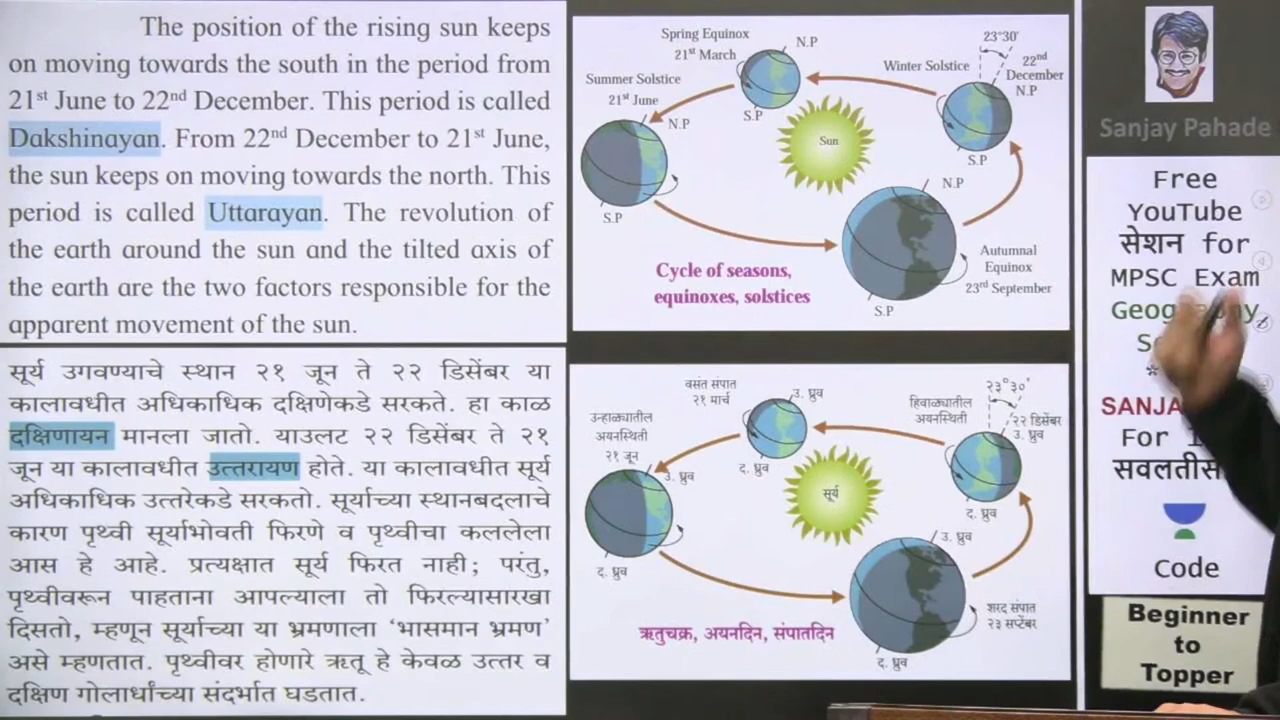 The position of the rising sun keeps
on moving towards the south in the period from
21st June to 22nd December. This period is called
Dakshinayan. From 22nd December to 21st June,
the sun keeps on moving towards the north. This
period is called Uttarayan. The revolution of
the earth around the sun and the tilted axis of
the earth are the two factors responsible for the
apparent movement of the sun.
सूर्य उगवण्याचे स्थान २१ जून ते २२ डिसेंबर या
कालावधीत अधिकाधिक दक्षिणेकडे सरकते. हा काळ
दक्षिणायन मानला जातो. याउलट २२ डिसेंबर ते २१
जून या कालावधीत उत्तरायण होते. या कालावधीत सूर्य
अधिकाधिक उत्तरेकडे सरकतो. सूर्याच्या स्थानबदलाचे
कारण पृथ्वी सूर्याभोवती फिरणे व पृथ्वीचा कललेला
आस हे आहे. प्रत्यक्षात सूर्य फिरत नाही; परंतु,
पृथ्वीवरून पाहताना आपल्याला तो फिरल्यासारखा
दिसतो, म्हणून सूर्याच्या या भ्रमणाला ‘भासमान भ्रमण’
असे म्हणतात. पृथ्वीवर होणारे ऋतू हे केवळ उत्तर व
दक्षिण गोलार्धांच्या संदर्भात घडतात.
Spring Equinox
21st March
N.P
S.P
Summer Solstice
21st June
N.P
S.P
Sun
Winter Solstice
23°30'
22nd
December
N.P
S.P
N.P
Autumnal
Equinox
23rd September
S.P
Cycle of seasons,
equinoxes, solstices
वसंत संपात
२१ मार्च
उ. ध्रुव
द. ध्रुव
उन्हाळ्यातील
अयनस्थिती
२१ जून
उ. ध्रुव
द. ध्रुव
सूर्य
हिवाळ्यातील
अयनस्थिती
२३°३०'
२२ डिसेंबर
उ. ध्रुव
द. ध्रुव
उ. ध्रुव
शरद संपात
२३ सप्टेंबर
द. ध्रुव
ऋतुचक्र, अयनदिन, संपातदिन
Sanjay Pahade
Free
YouTube
सेशन for
MPSC Exam
For
Code
Beginner
to
Topper